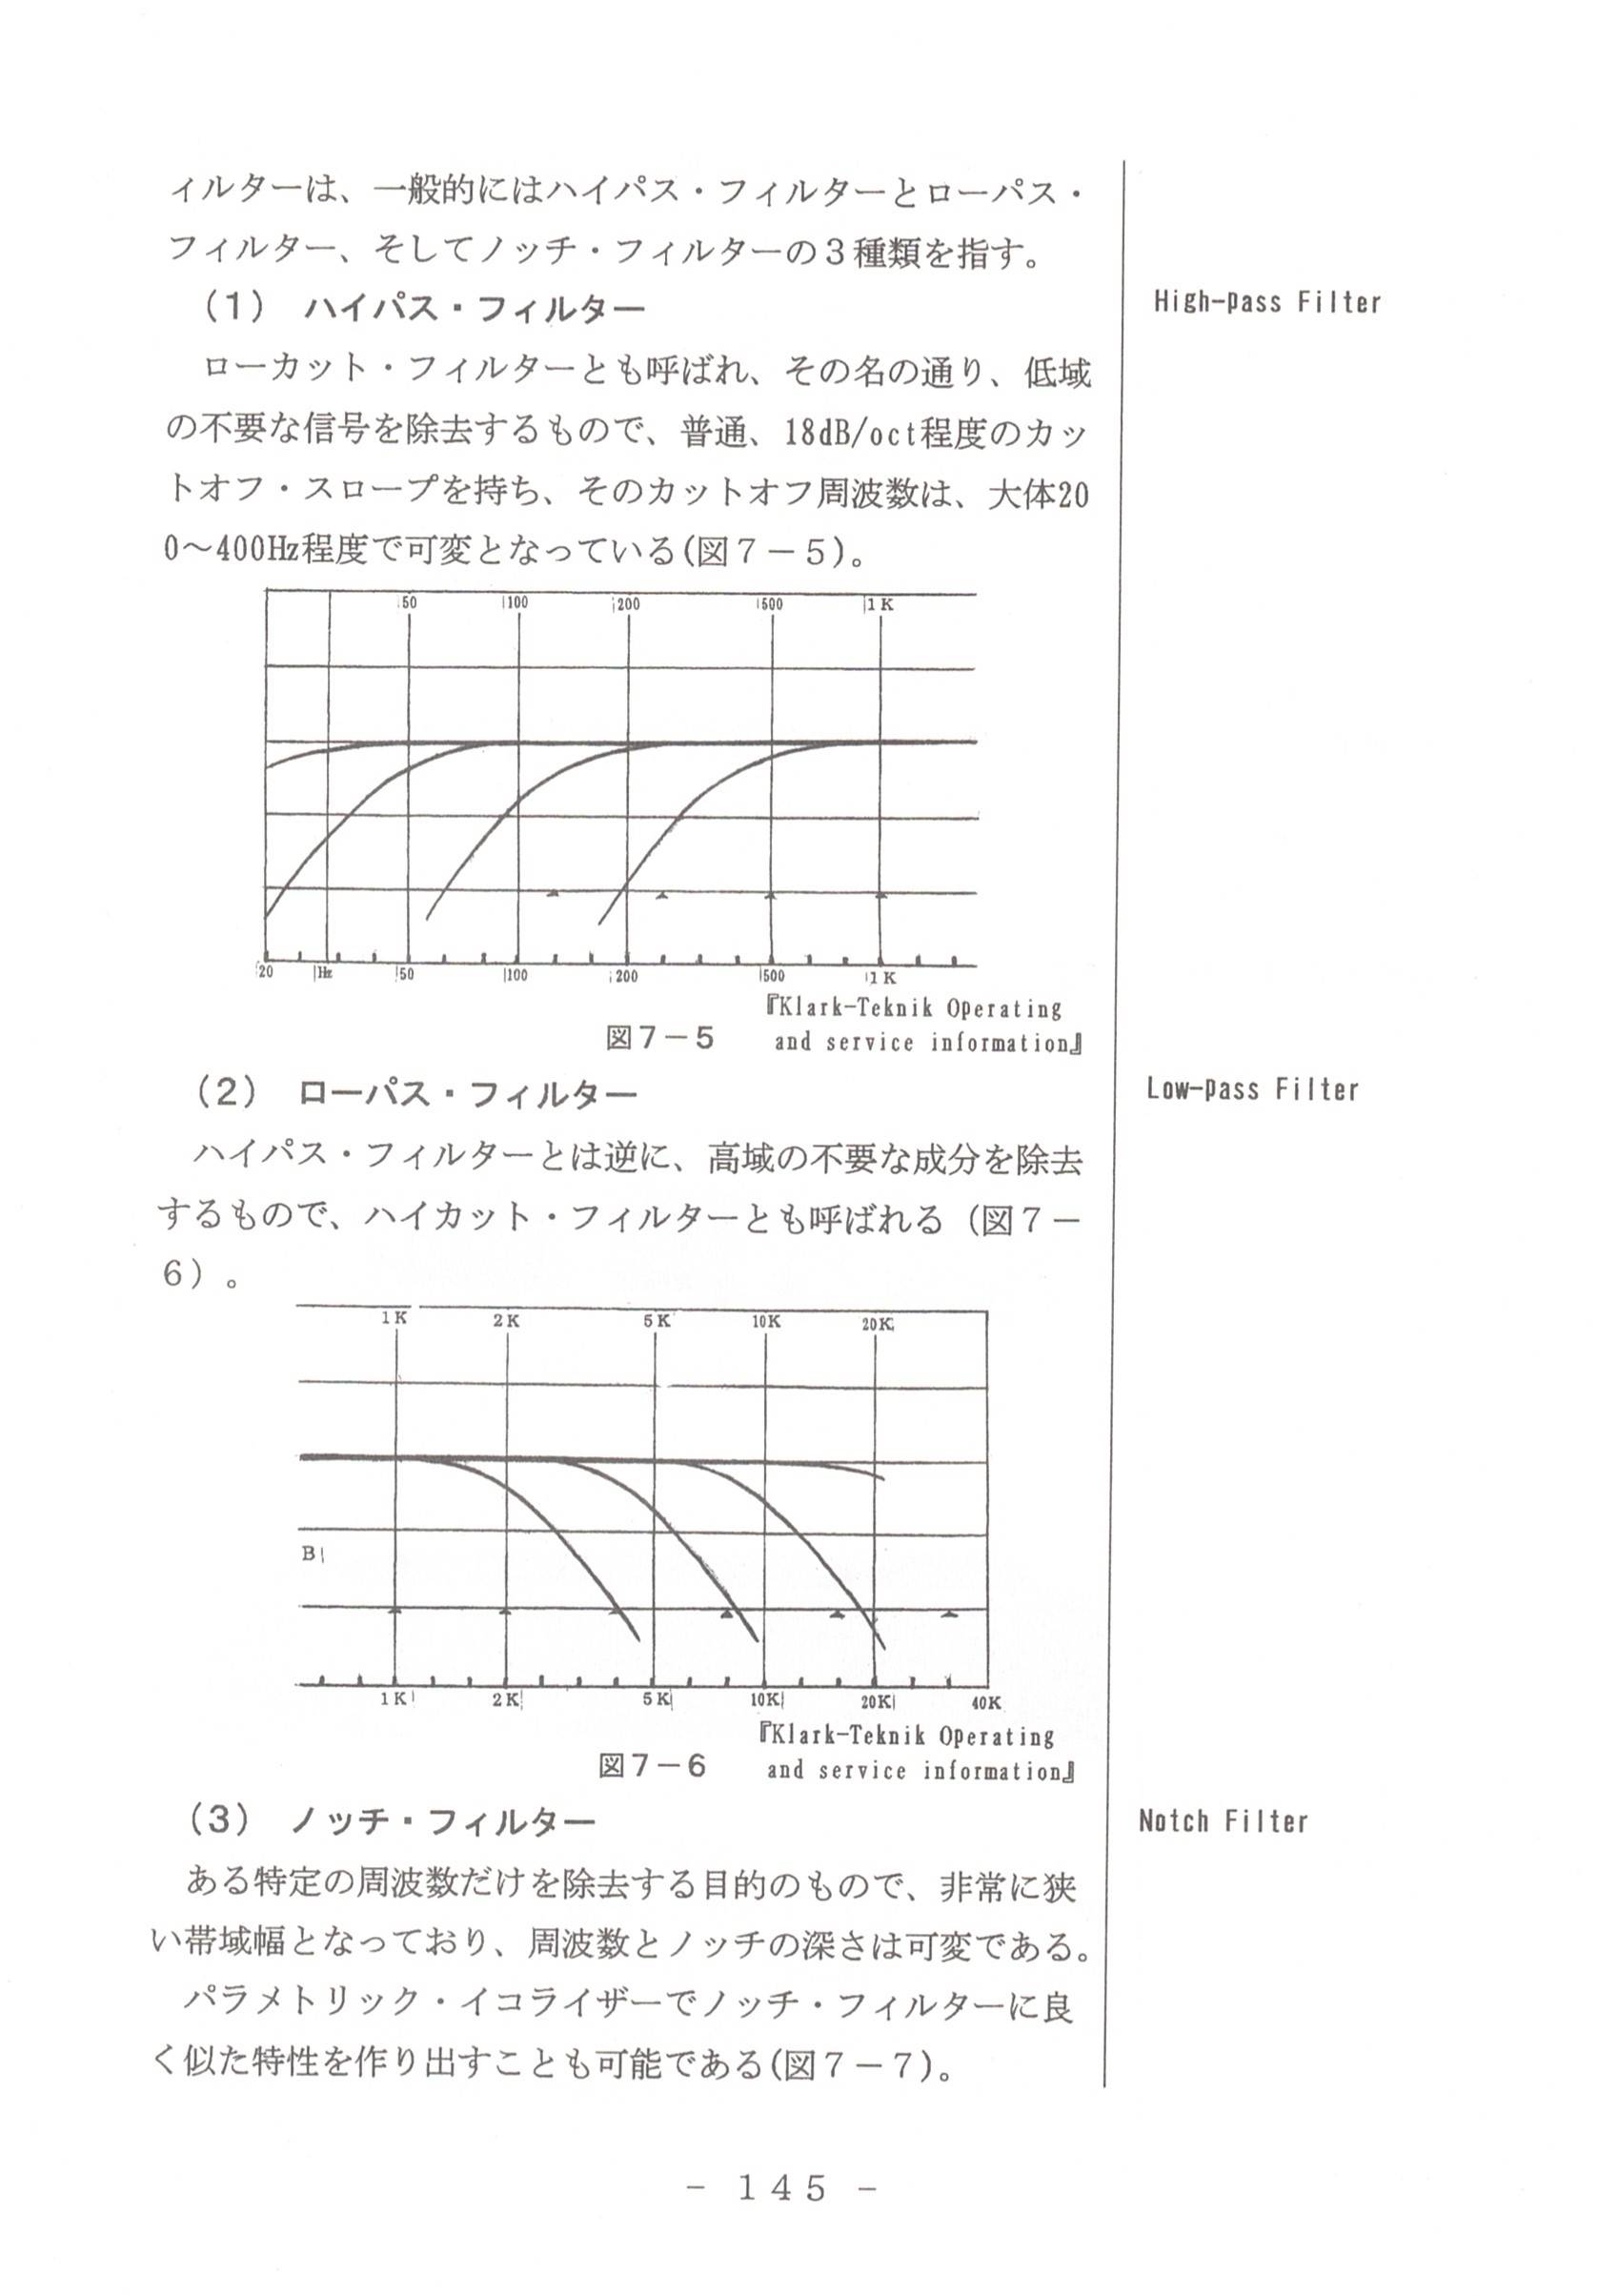 ィルターは、一般的にはハイパス・フィルターとローパス・
フィルター、そしてノッチ・フィルターの３種類を指す。
（1）　ハイパス・フィルター
High-pass Filter
ローカット・フィルターとも呼ばれ、その名の通り、低域
の不要な信号を除去するもので、普通、18dB/oct程度のカッ
トオフ・スロープを持ち、そのカットオフ周波数は、大体20
0〜400Hz程度で可変となっている(図７－５)。
50 100 200 500 1K
20 Hz 50 100 200 500 1K
『Klark-Teknik Operating
and service information』
図７－５
（2）　ローパス・フィルター
Low-pass Filter
ハイパス・フィルターとは逆に、高域の不要な成分を除去
するもので、ハイカット・フィルターとも呼ばれる（図７－
６）。
1K 2K 5K 10K 20K
B
1K 2K 5K 10K 20K 40K
『Klark-Teknik Operating
and service information』
図７－６
（3）　ノッチ・フィルター
Notch Filter
ある特定の周波数だけを除去する目的のもので、非常に狭
い帯域幅となっており、周波数とノッチの深さは可変である。
パラメトリック・イコライザーでノッチ・フィルターに良
く似た特性を作り出すことも可能である(図７－７)。
- 145 -